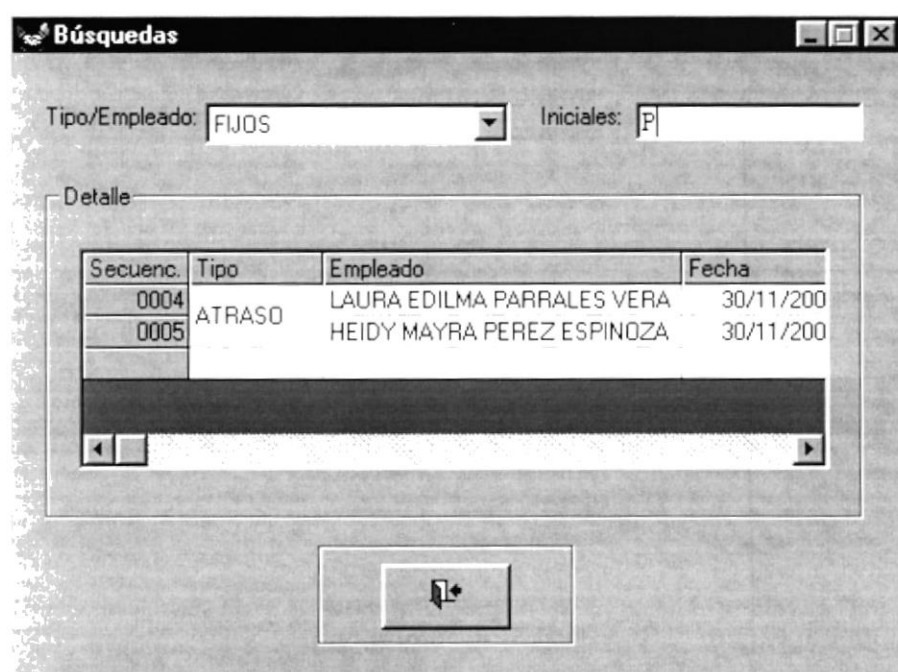 Búsquedas
Tipo/Empleado: FIJOS Iniciales: P
Detalle
Secuenc. Tipo Empleado Fecha
0004 ATRASO LAURA EDILMA PARRALES VERA 30/11/200
0005 HEIDY MAYRA PEREZ ESPINOZA 30/11/200